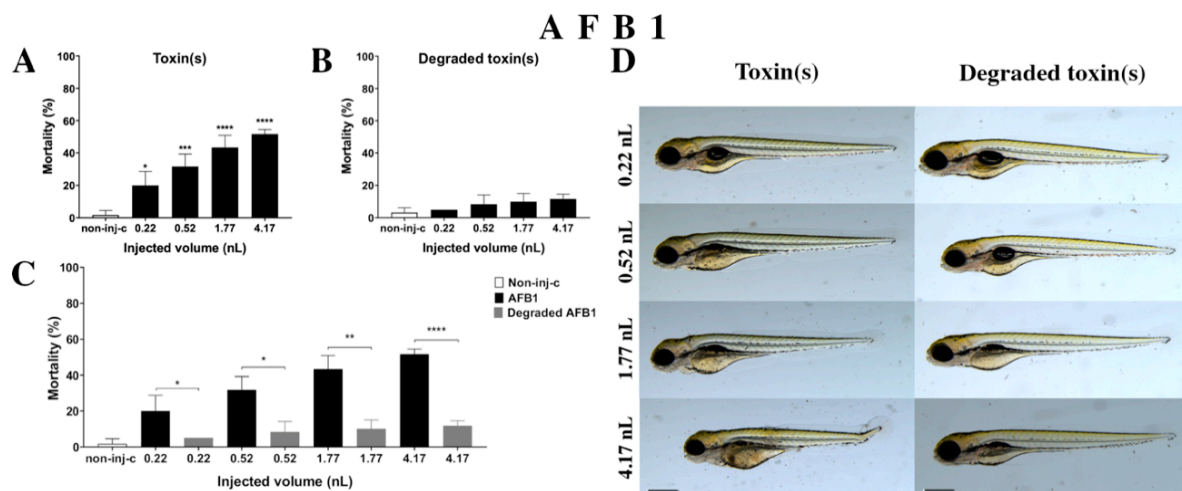 A F B 1
A
Toxin(s)
Mortality (%)
100
80
60
40
20
0
*
***
****
****
non-inj-c 0.22 0.52 1.77 4.17
Injected volume (nL)
B
Degraded toxin(s)
Mortality (%)
100
80
60
40
20
0
non-inj-c 0.22 0.52 1.77 4.17
Injected volume (nL)
C
Mortality (%)
100
80
60
40
20
0
Non-inj-c
AFB1
Degraded AFB1
*
*
**
****
non-inj-c 0.22 0.22 0.52 0.52 1.77 1.77 4.17 4.17
Injected volume (nL)
D
Toxin(s) Degraded toxin(s)
0.22 nL
0.52 nL
1.77 nL
4.17 nL